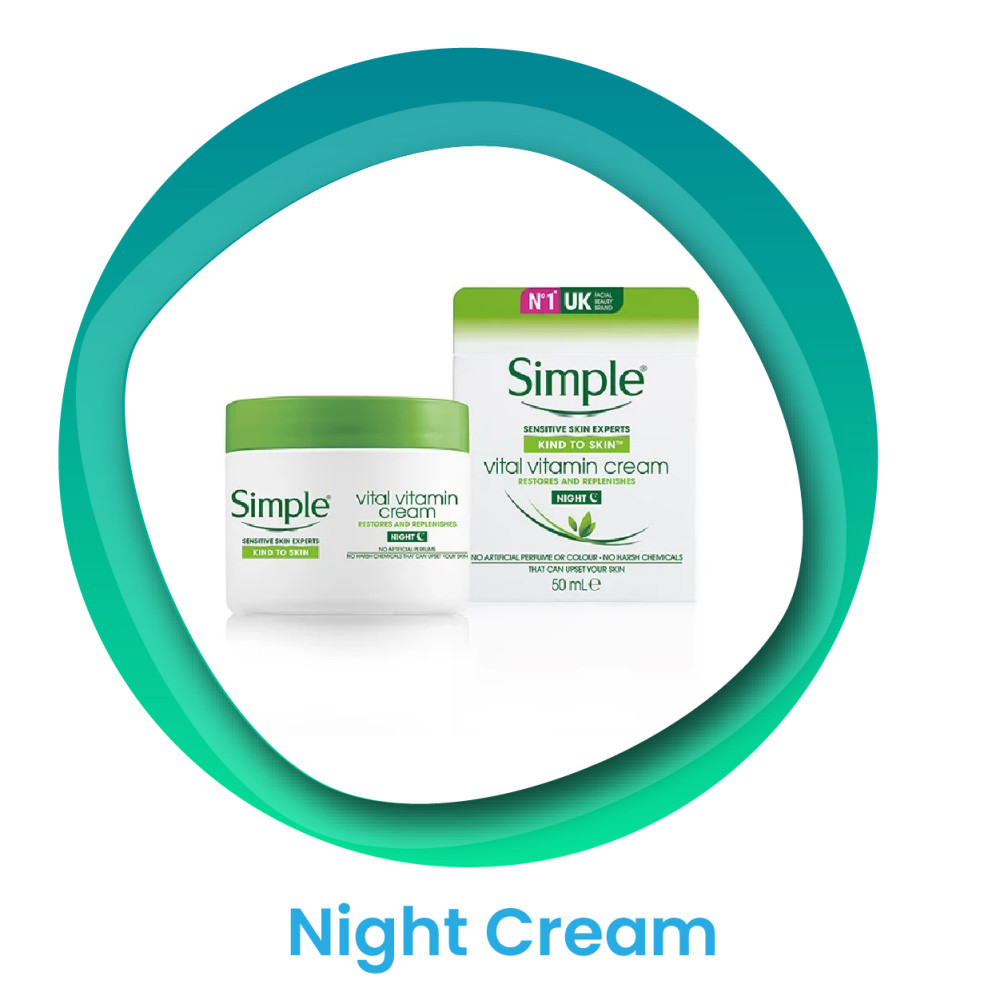 N°1 UK FACIAL BEAUTY BRAND
Simple®
SENSITIVE SKIN EXPERTS
KIND TO SKIN™
vital vitamin cream
RESTORES AND REPLENISHES
NIGHT
NO ARTIFICIAL PERFUME OR COLOUR • NO HARSH CHEMICALS
THAT CAN UPSET YOUR SKIN
50 mL e
Simple®
SENSITIVE SKIN EXPERTS
KIND TO SKIN
vital vitamin
cream
RESTORES AND REPLENISHES
NIGHT
NO ARTIFICIAL PERFUME
NO HARSH CHEMICALS THAT CAN UPSET YOUR SKIN
Night Cream